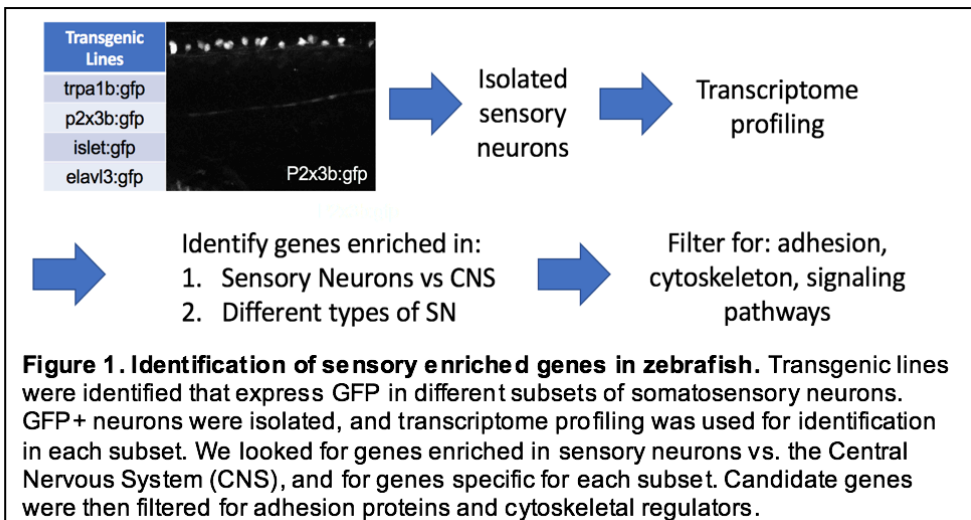 Transgenic
Lines
trpa1b:gfp
p2x3b:gfp
islet:gfp
elavl3:gfp
P2x3b:gfp
Isolated
sensory
neurons
Transcriptome
profiling
Identify genes enriched in:
1. Sensory Neurons vs CNS
2. Different types of SN
Filter for: adhesion,
cytoskeleton, signaling
pathways
Figure 1. Identification of sensory enriched genes in zebrafish. Transgenic lines
were identified that express GFP in different subsets of somatosensory neurons.
GFP+ neurons were isolated, and transcriptome profiling was used for identification
in each subset. We looked for genes enriched in sensory neurons vs. the Central
Nervous System (CNS), and for genes specific for each subset. Candidate genes
were then filtered for adhesion proteins and cytoskeletal regulators.